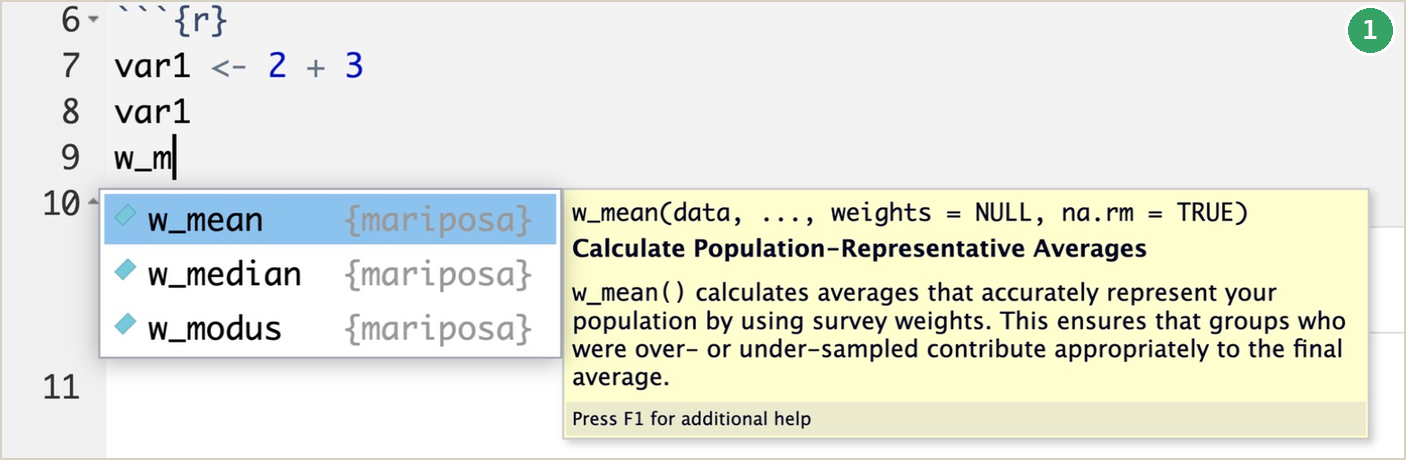 6 ```{r}
1
7 var1 <- 2 + 3
8 var1
9 w_m
10
w_mean {mariposa}
w_median {mariposa}
w_modus {mariposa}
w_mean(data, ..., weights = NULL, na.rm = TRUE)
Calculate Population-Representative Averages
w_mean() calculates averages that accurately represent your
population by using survey weights. This ensures that groups who
were over- or under-sampled contribute appropriately to the final
average.
Press F1 for additional help
11